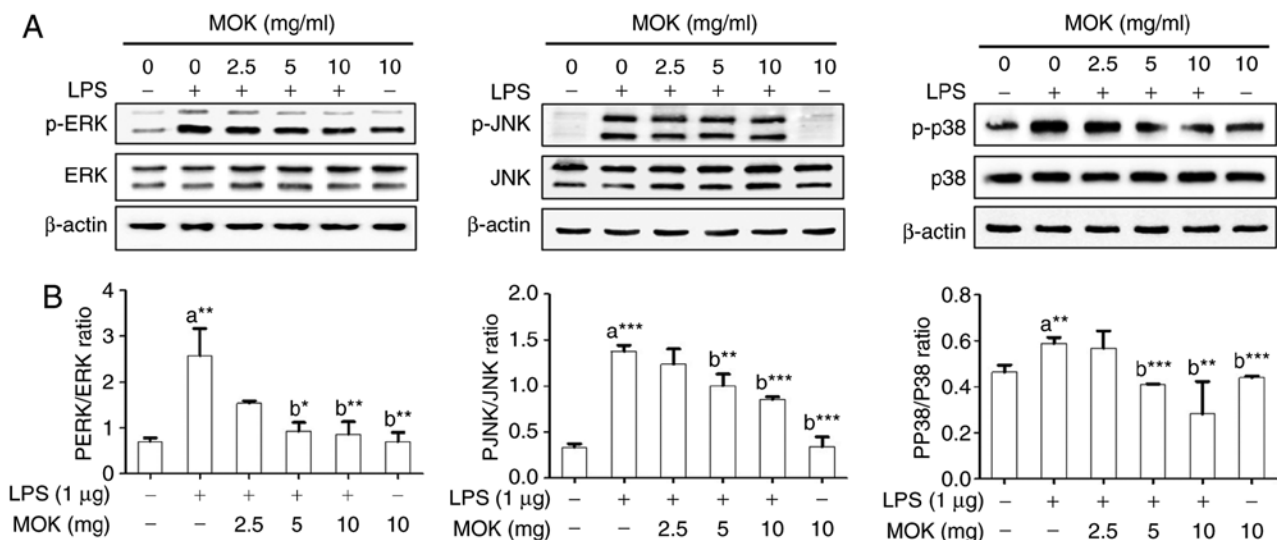 A
MOK (mg/ml)
0 0 2.5 5 10 10
LPS − + + + + −
p-ERK
ERK
β-actin
MOK (mg/ml)
0 0 2.5 5 10 10
LPS − + + + + −
p-JNK
JNK
β-actin
MOK (mg/ml)
0 0 2.5 5 10 10
LPS − + + + + −
p-p38
p38
β-actin
B
PERK/ERK ratio
4
3
2
1
0
a** b* b** b**
LPS (1 µg) − + + + + −
MOK (mg) − − 2.5 5 10 10
PJNK/JNK ratio
2.0
1.5
1.0
0.5
0.0
a*** b** b*** b***
LPS (1 µg) − + + + + −
MOK (mg) − − 2.5 5 10 10
PP38/P38 ratio
0.8
0.6
0.4
0.2
0.0
a** b*** b** b***
LPS (1 µg) − + + + + −
MOK (mg) − − 2.5 5 10 10